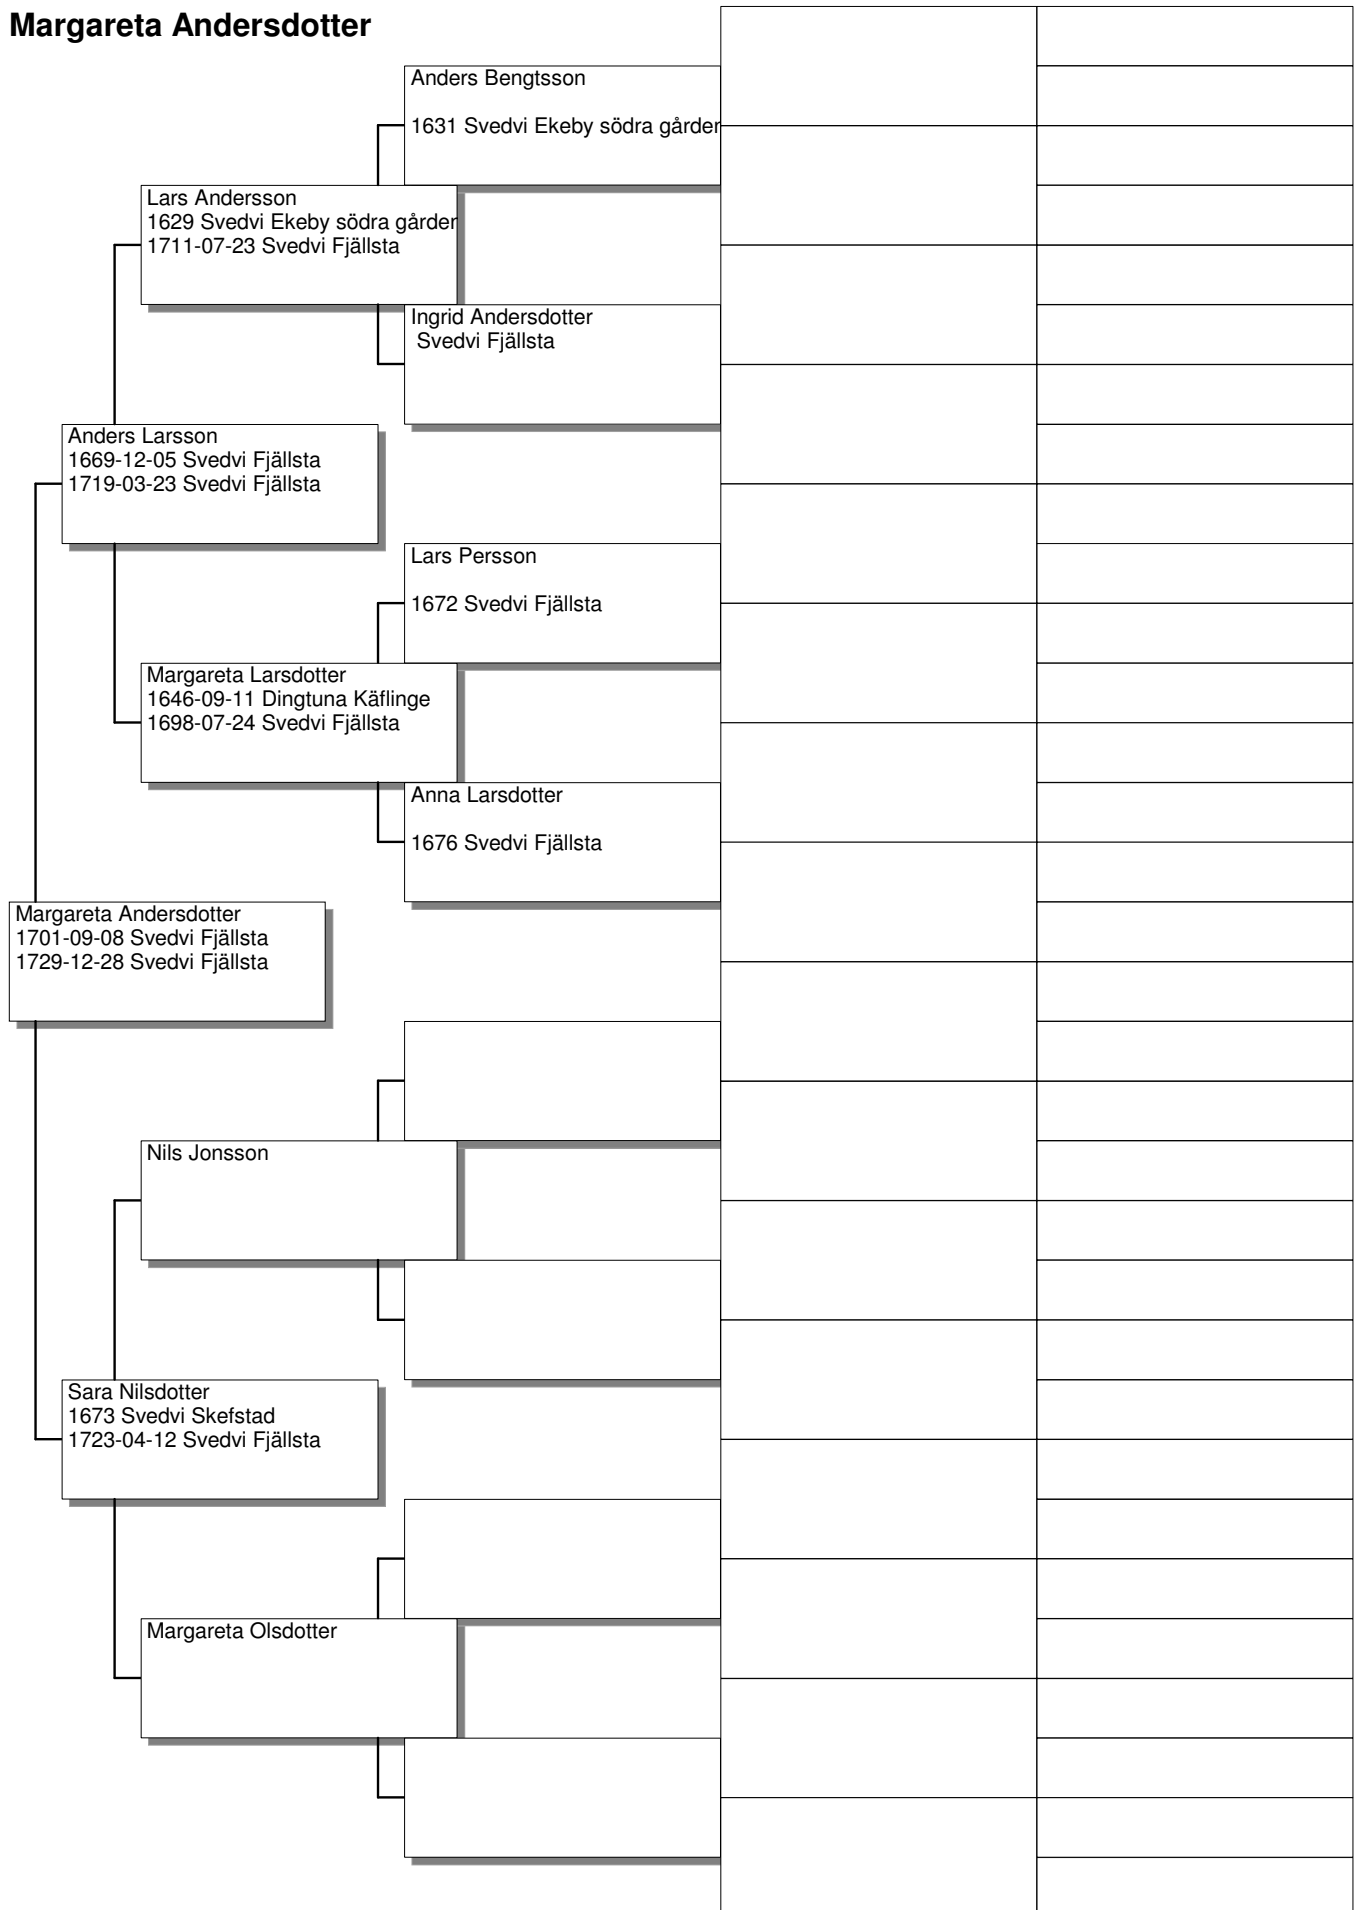 Margareta Andersdotter
Anders Bengtsson
1631 Svedvi Ekeby södra gårder
Lars Andersson
1629 Svedvi Ekeby södra gårder
1711-07-23 Svedvi Fjällsta
Ingrid Andersdotter
Svedvi Fjällsta
Anders Larsson
1669-12-05 Svedvi Fjällsta
1719-03-23 Svedvi Fjällsta
Lars Persson
1672 Svedvi Fjällsta
Margareta Larsdotter
1646-09-11 Dingtuna Käflinge
1698-07-24 Svedvi Fjällsta
Anna Larsdotter
1676 Svedvi Fjällsta
Margareta Andersdotter
1701-09-08 Svedvi Fjällsta
1729-12-28 Svedvi Fjällsta
Nils Jonsson
Sara Nilsdotter
1673 Svedvi Skefstad
1723-04-12 Svedvi Fjällsta
Margareta Olsdotter